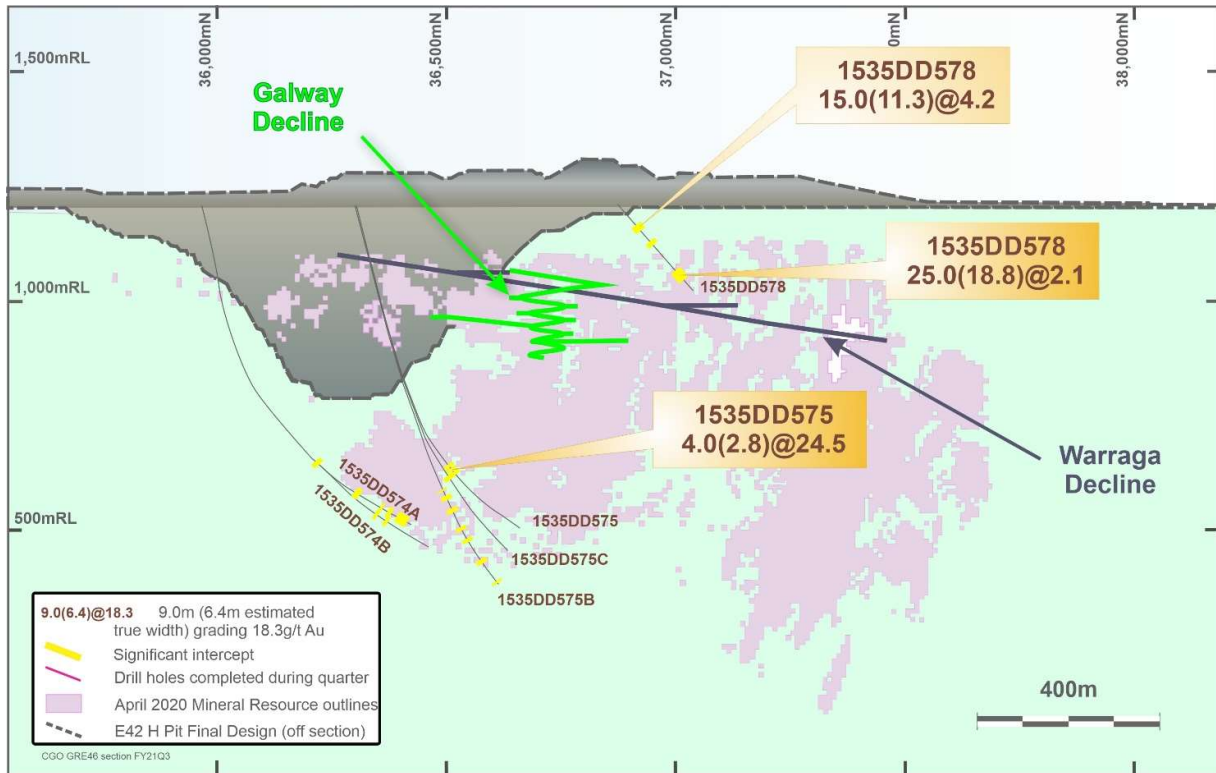 36,000mN
36,500mN
37,000mN
0mN
38,000mN
1,500mRL
1,000mRL
500mRL
Galway
Decline
1535DD578
15.0(11.3)@4.2
1535DD578
25.0(18.8)@2.1
1535DD578
1535DD575
4.0(2.8)@24.5
Warraga
Decline
1535DD574A
1535DD574B
1535DD575
1535DD575C
1535DD575B
400m
9.0(6.4)@18.3 9.0m (6.4m estimated
true width) grading 18.3g/t Au
Significant intercept
Drill holes completed during quarter
April 2020 Mineral Resource outlines
E42 H Pit Final Design (off section)
CGO GRE46 section FY21Q3